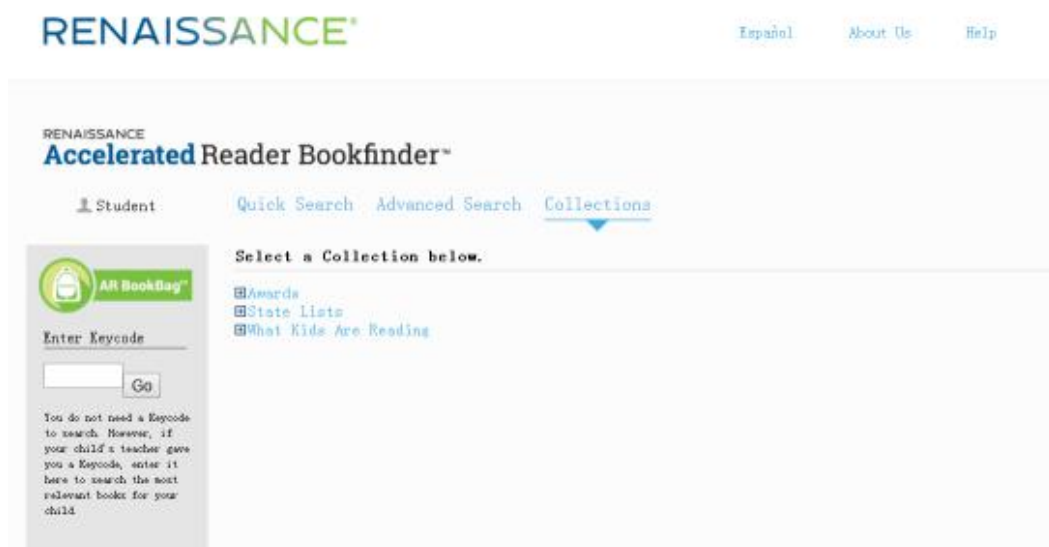 RENAISSANCE®
Español About Us Help
RENAISSANCE
Accelerated Reader Bookfinder™
Student
Quick Search Advanced Search Collections
AR BookBag™
Select a Collection below.
Awards
State Lists
What Kids Are Reading
Enter Keycode
Go
You do not need a Keycode
to search. However, if
your child's teacher gave
you a Keycode, enter it
here to search the most
relevant books for your
child